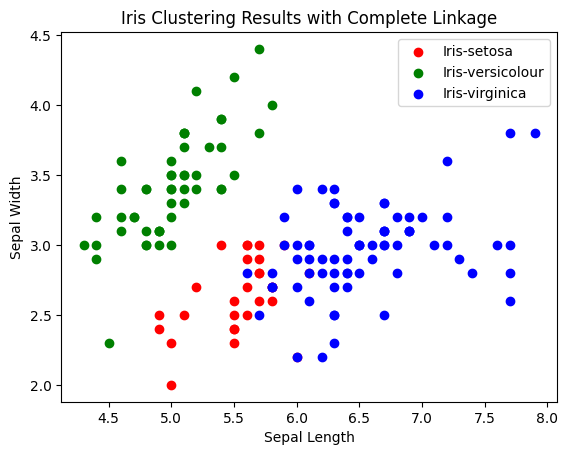 Iris Clustering Results with Complete Linkage
Iris-setosa
Iris-versicolour
Iris-virginica
4.5
4.0
3.5
3.0
2.5
2.0
Sepal Width
4.5 5.0 5.5 6.0 6.5 7.0 7.5 8.0
Sepal Length